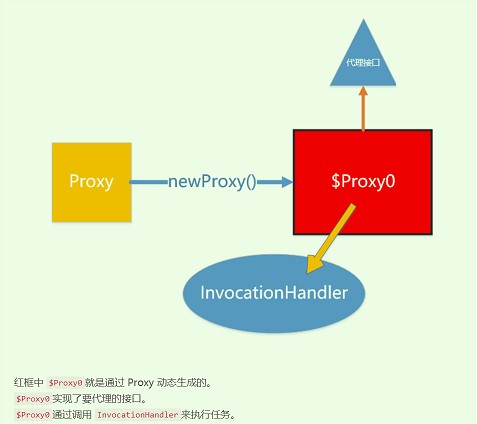 代理接口
Proxy
newProxy()
$Proxy0
InvocationHandler
红框中 $Proxy0 就是通过 Proxy 动态生成的。
$Proxy0 实现了要代理的接口。
$Proxy0 通过调用 InvocationHandler 来执行任务。